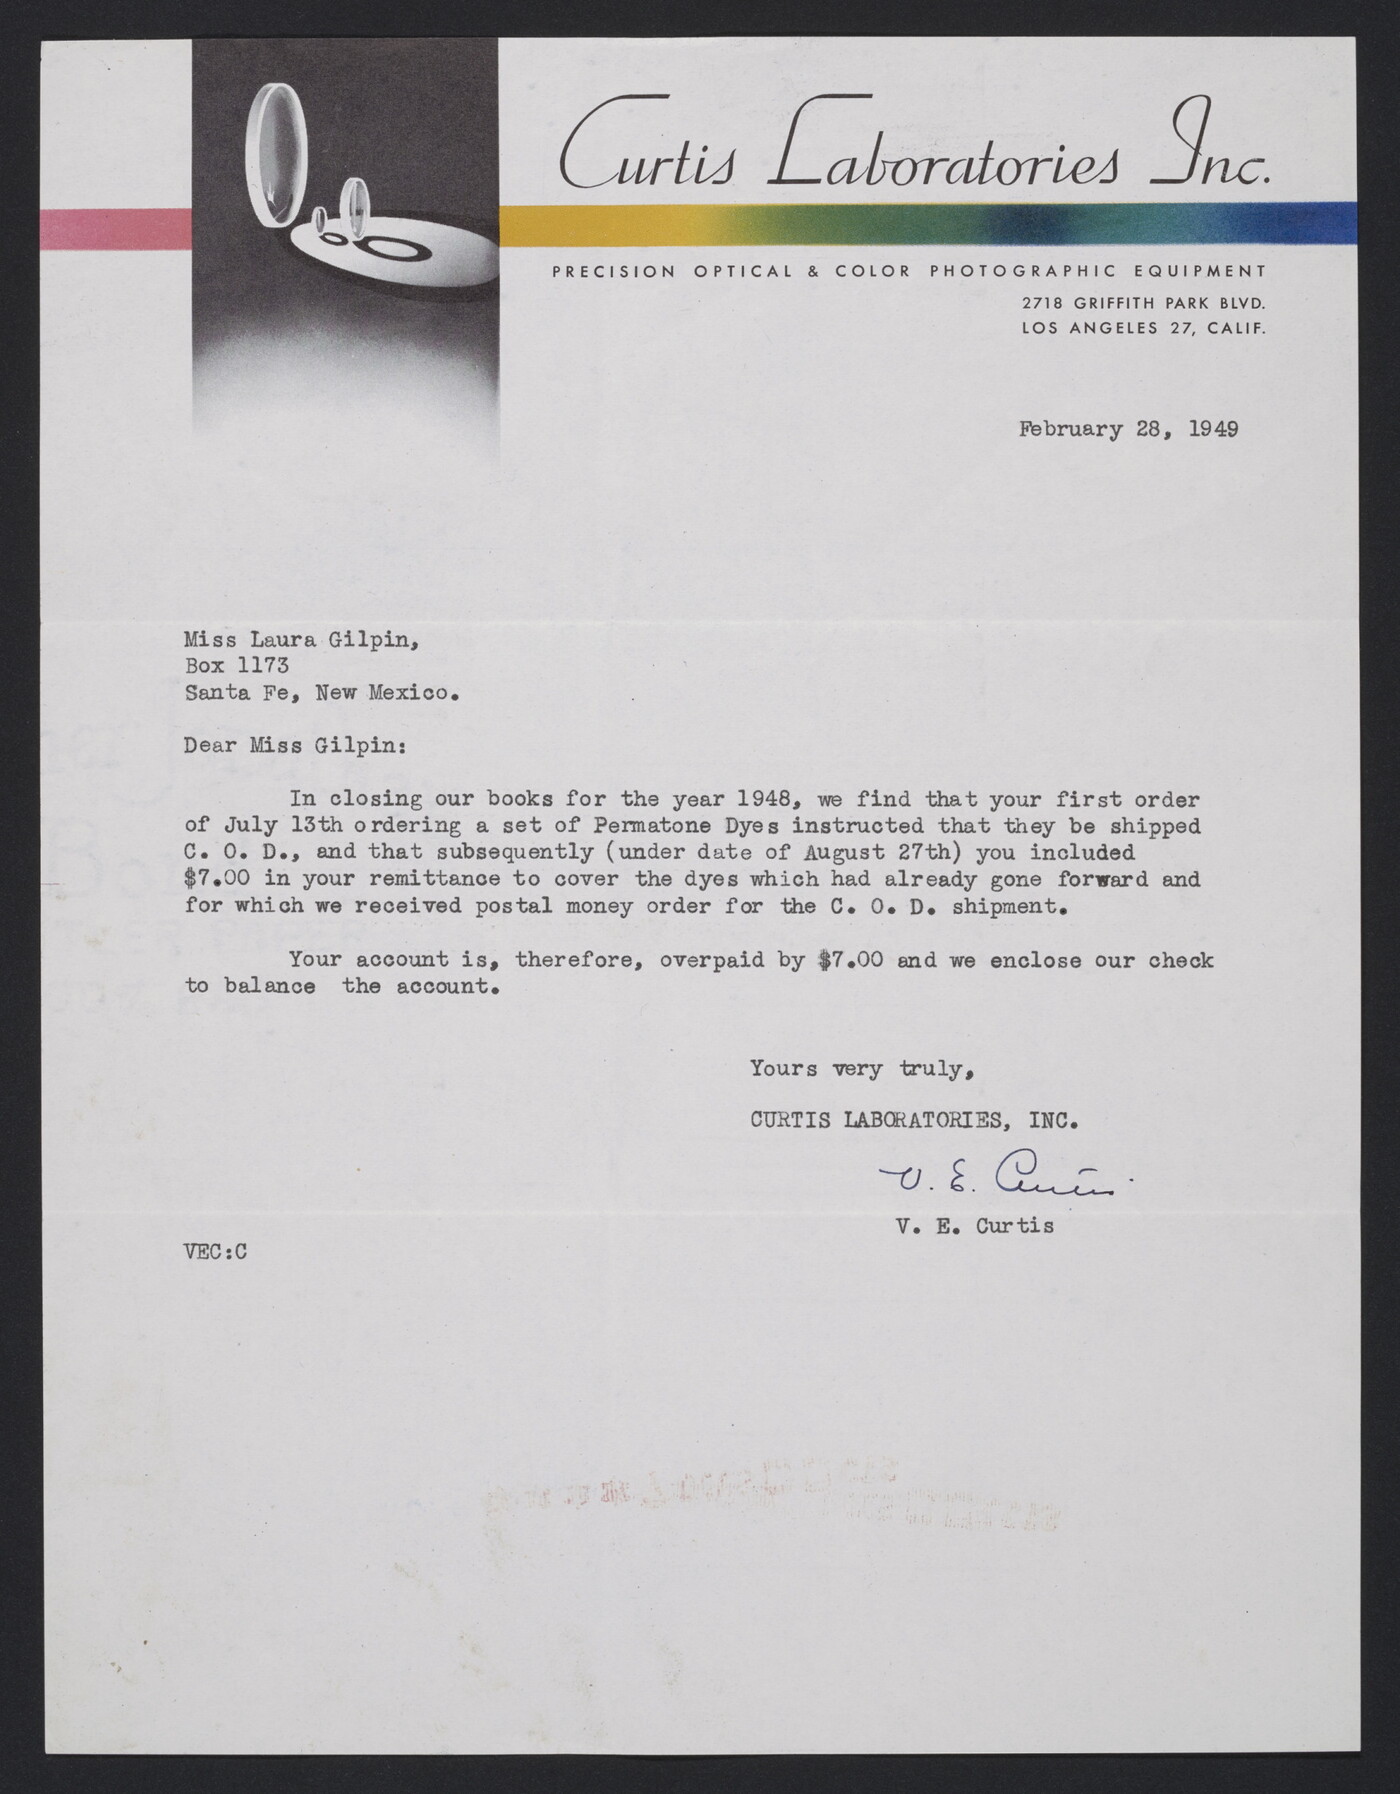 Curtis Laboratories Inc.
PRECISION OPTICAL & COLOR PHOTOGRAPHIC EQUIPMENT
2718 GRIFFITH PARK BLVD.
LOS ANGELES 27, CALIF.
February 28, 1949
Miss Laura Gilpin,
Box 1173
Santa Fe, New Mexico.
Dear Miss Gilpin:
In closing our books for the year 1948, we find that your first order
of July 13th ordering a set of Permatone Dyes instructed that they be shipped
C. O. D., and that subsequently (under date of August 27th) you included
$7.00 in your remittance to cover the dyes which had already gone forward and
for which we received postal money order for the C. O. D. shipment.
Your account is, therefore, overpaid by $7.00 and we enclose our check
to balance the account.
Yours very truly,
CURTIS LABORATORIES, INC.
V. E. Curtis
V. E. Curtis
VEC:C